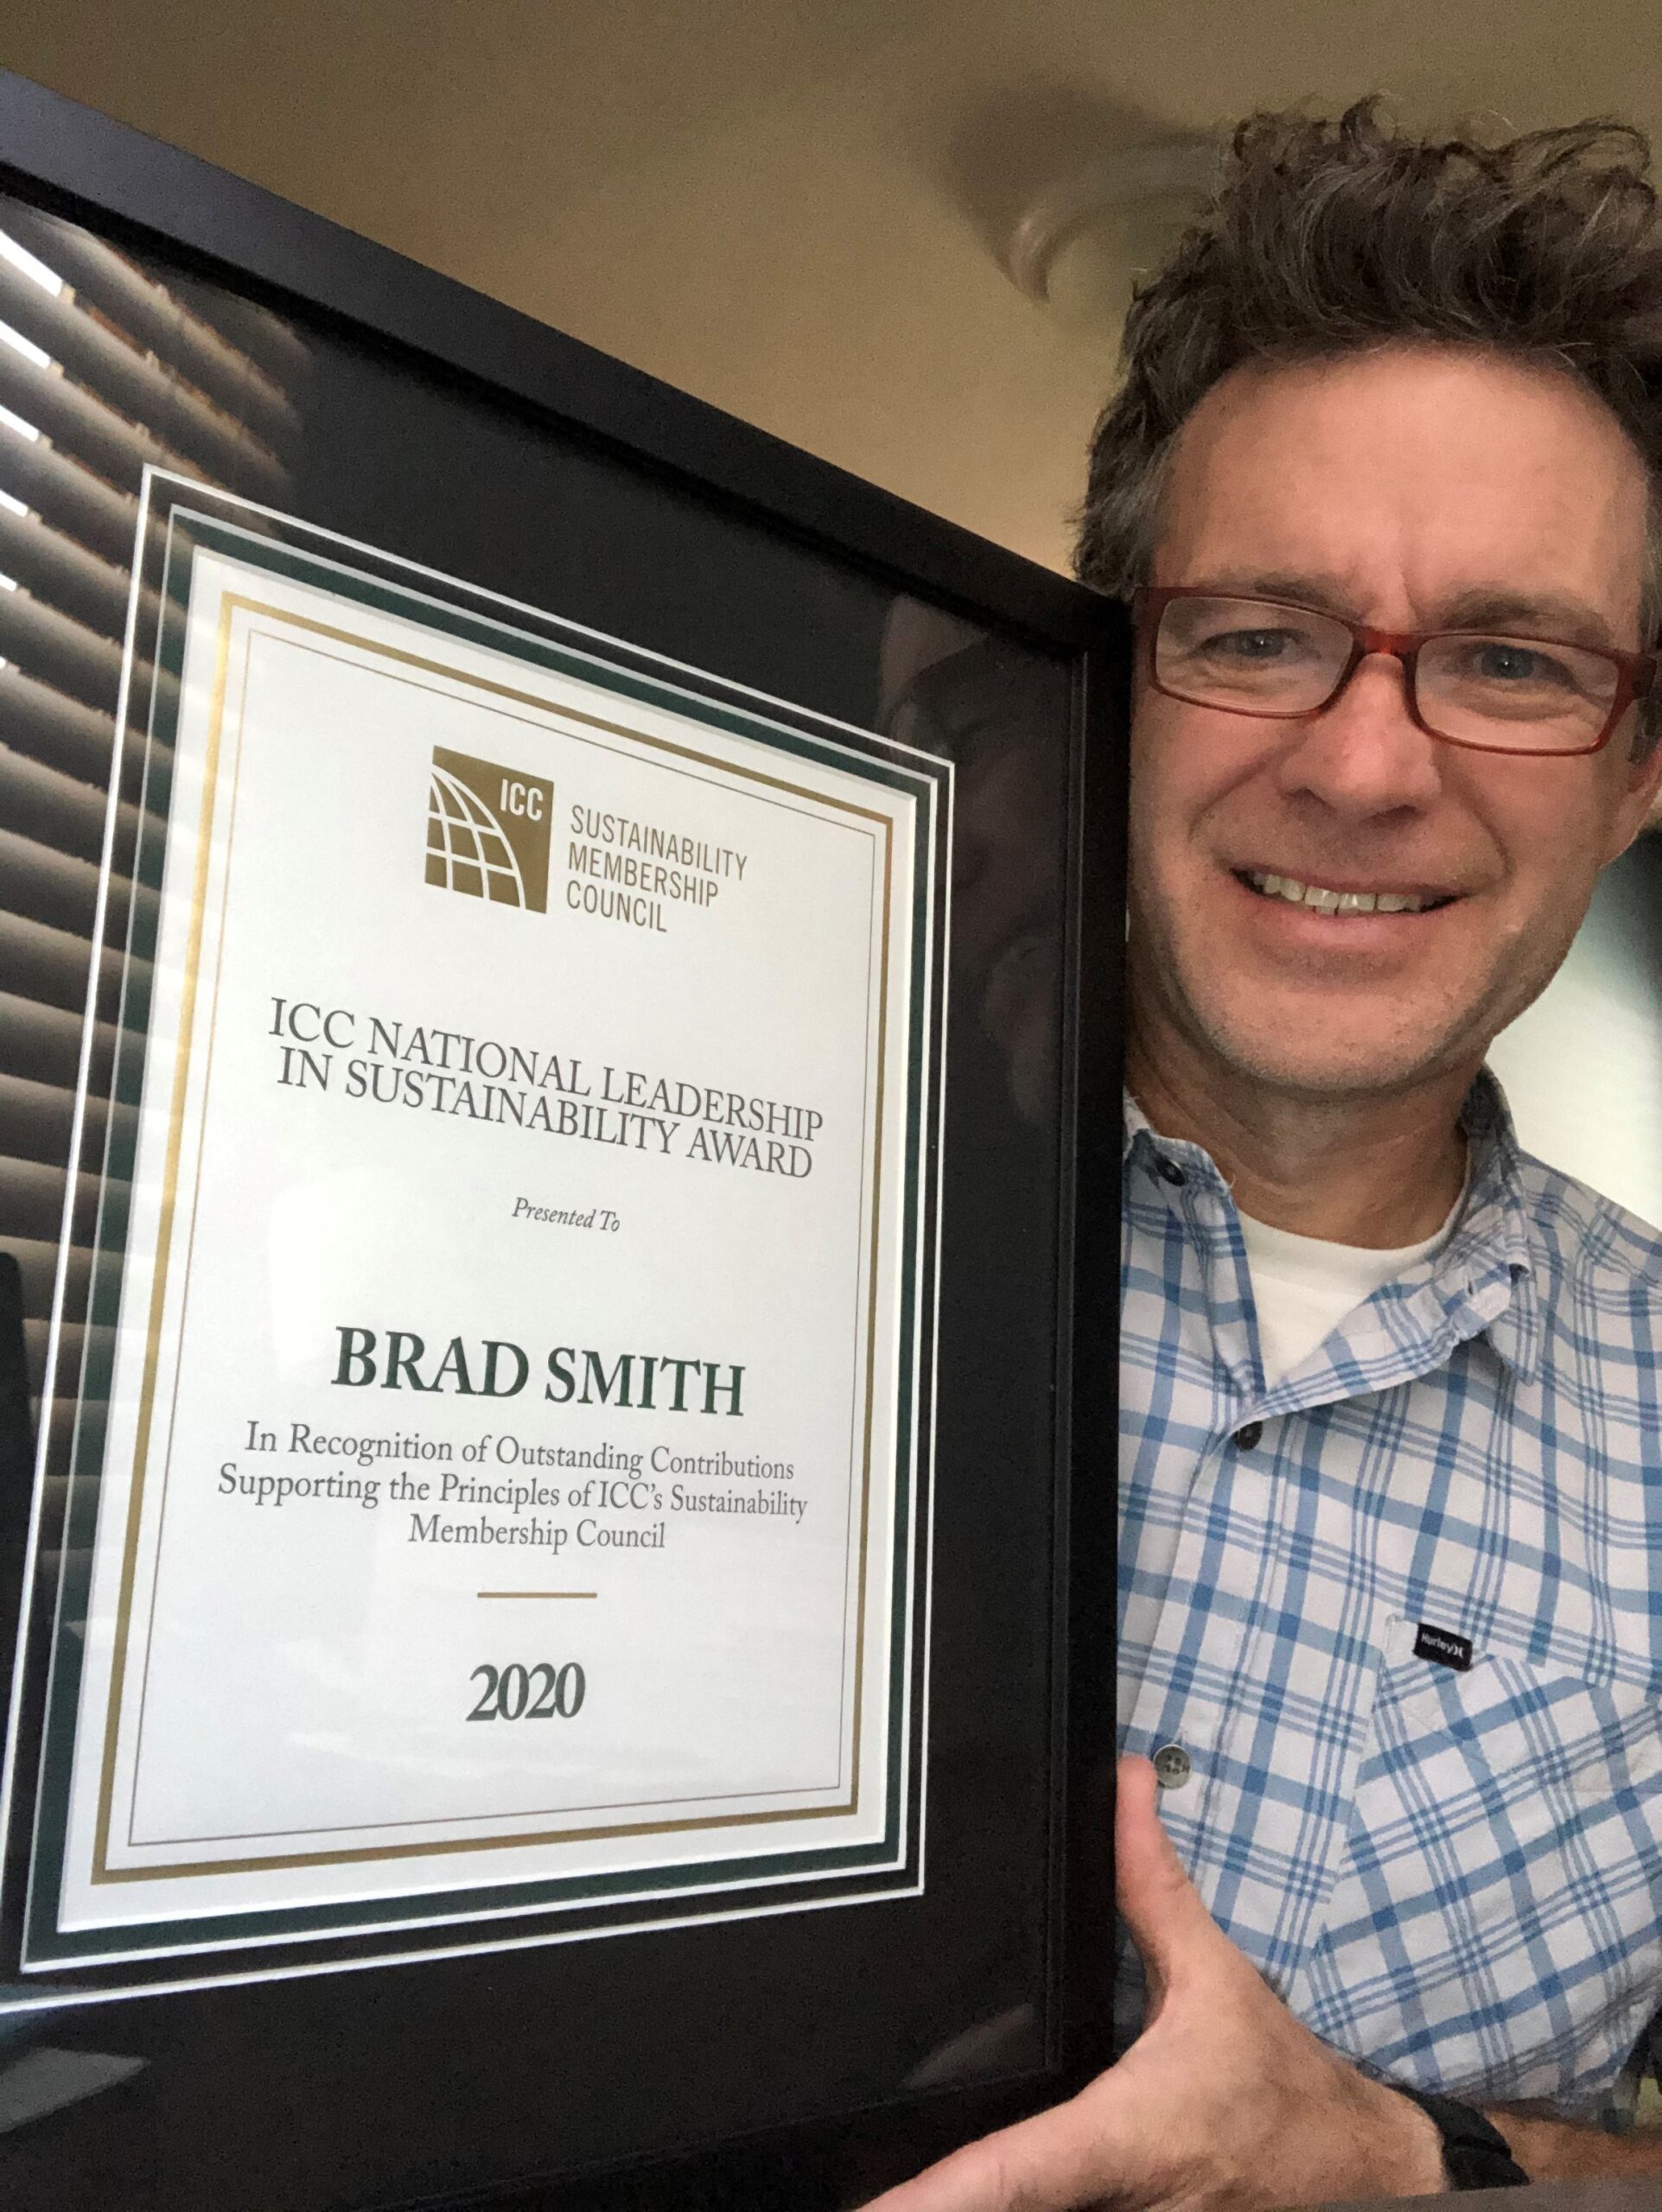 ICC
SUSTAINABILITY
MEMBERSHIP
COUNCIL
ICC NATIONAL LEADERSHIP
IN SUSTAINABILITY AWARD
Presented To
BRAD SMITH
In Recognition of Outstanding Contributions
Supporting the Principles of ICC's Sustainability
Membership Council
2020
Hurley